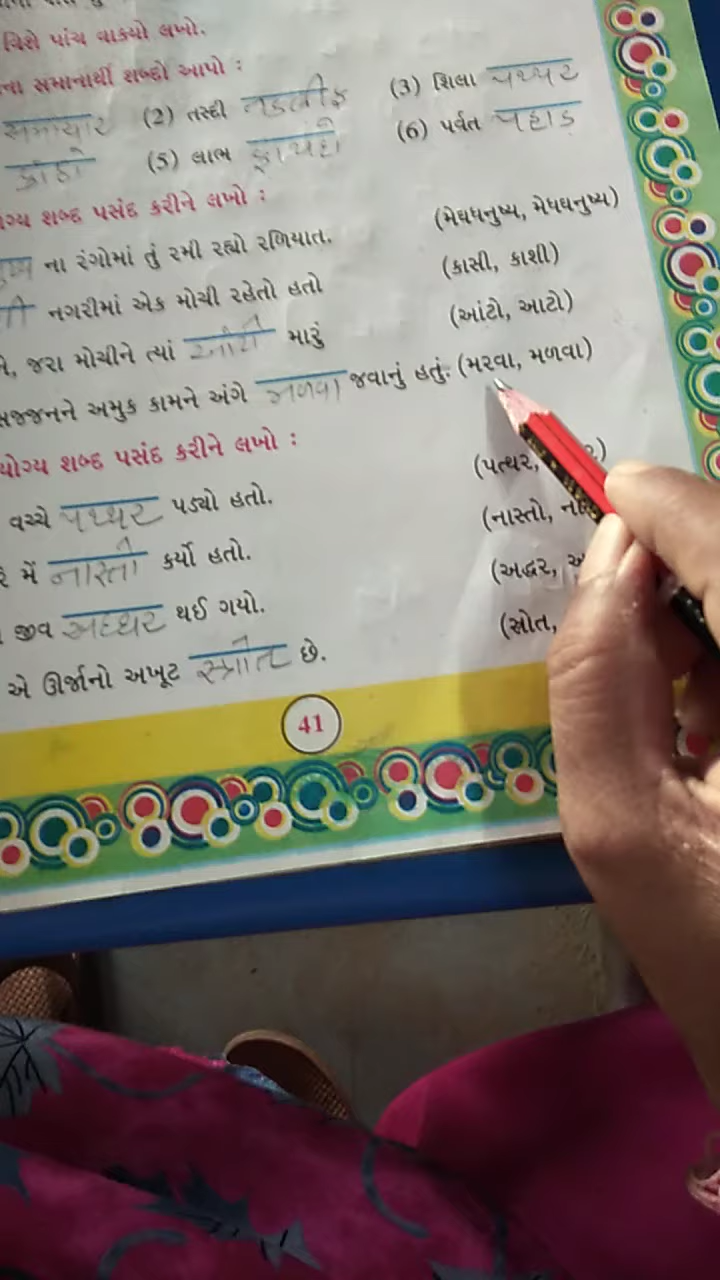 વિશે પાંચ વાક્યો લખો.
ના સમાનાર્થી શબ્દો આપો :
સમાચાર (2) તસ્દી તકલીફ (3) શિલા પથ્થર
કાંઠો (5) લાભ ફાયદો (6) પર્વત પહાડ
ગ્ય શબ્દ પસંદ કરીને લખો :
ના રંગોમાં તું રમી રહ્યો રળિયાત. (મેઘધનુષ્ય, મેધઘનુષ્ય)
નગરીમાં એક મોચી રહેતો હતો (કાસી, કાશી)
જરા મોચીને ત્યાં આંટો મારું (આંટો, આટો)
સજ્જનને અમુક કામને અંગે મળવા જવાનું હતું. (મરવા, મળવા)
યોગ્ય શબ્દ પસંદ કરીને લખો :
વચ્ચે પથ્થર પડ્યો હતો. (પત્થર,
મેં નાસ્તો કર્યો હતો. (નાસ્તો,
જીવ અધ્ધર થઈ ગયો. (અદ્ધર,
એ ઊર્જાનો અખૂટ સ્ત્રોત છે. (સ્રોત,
41